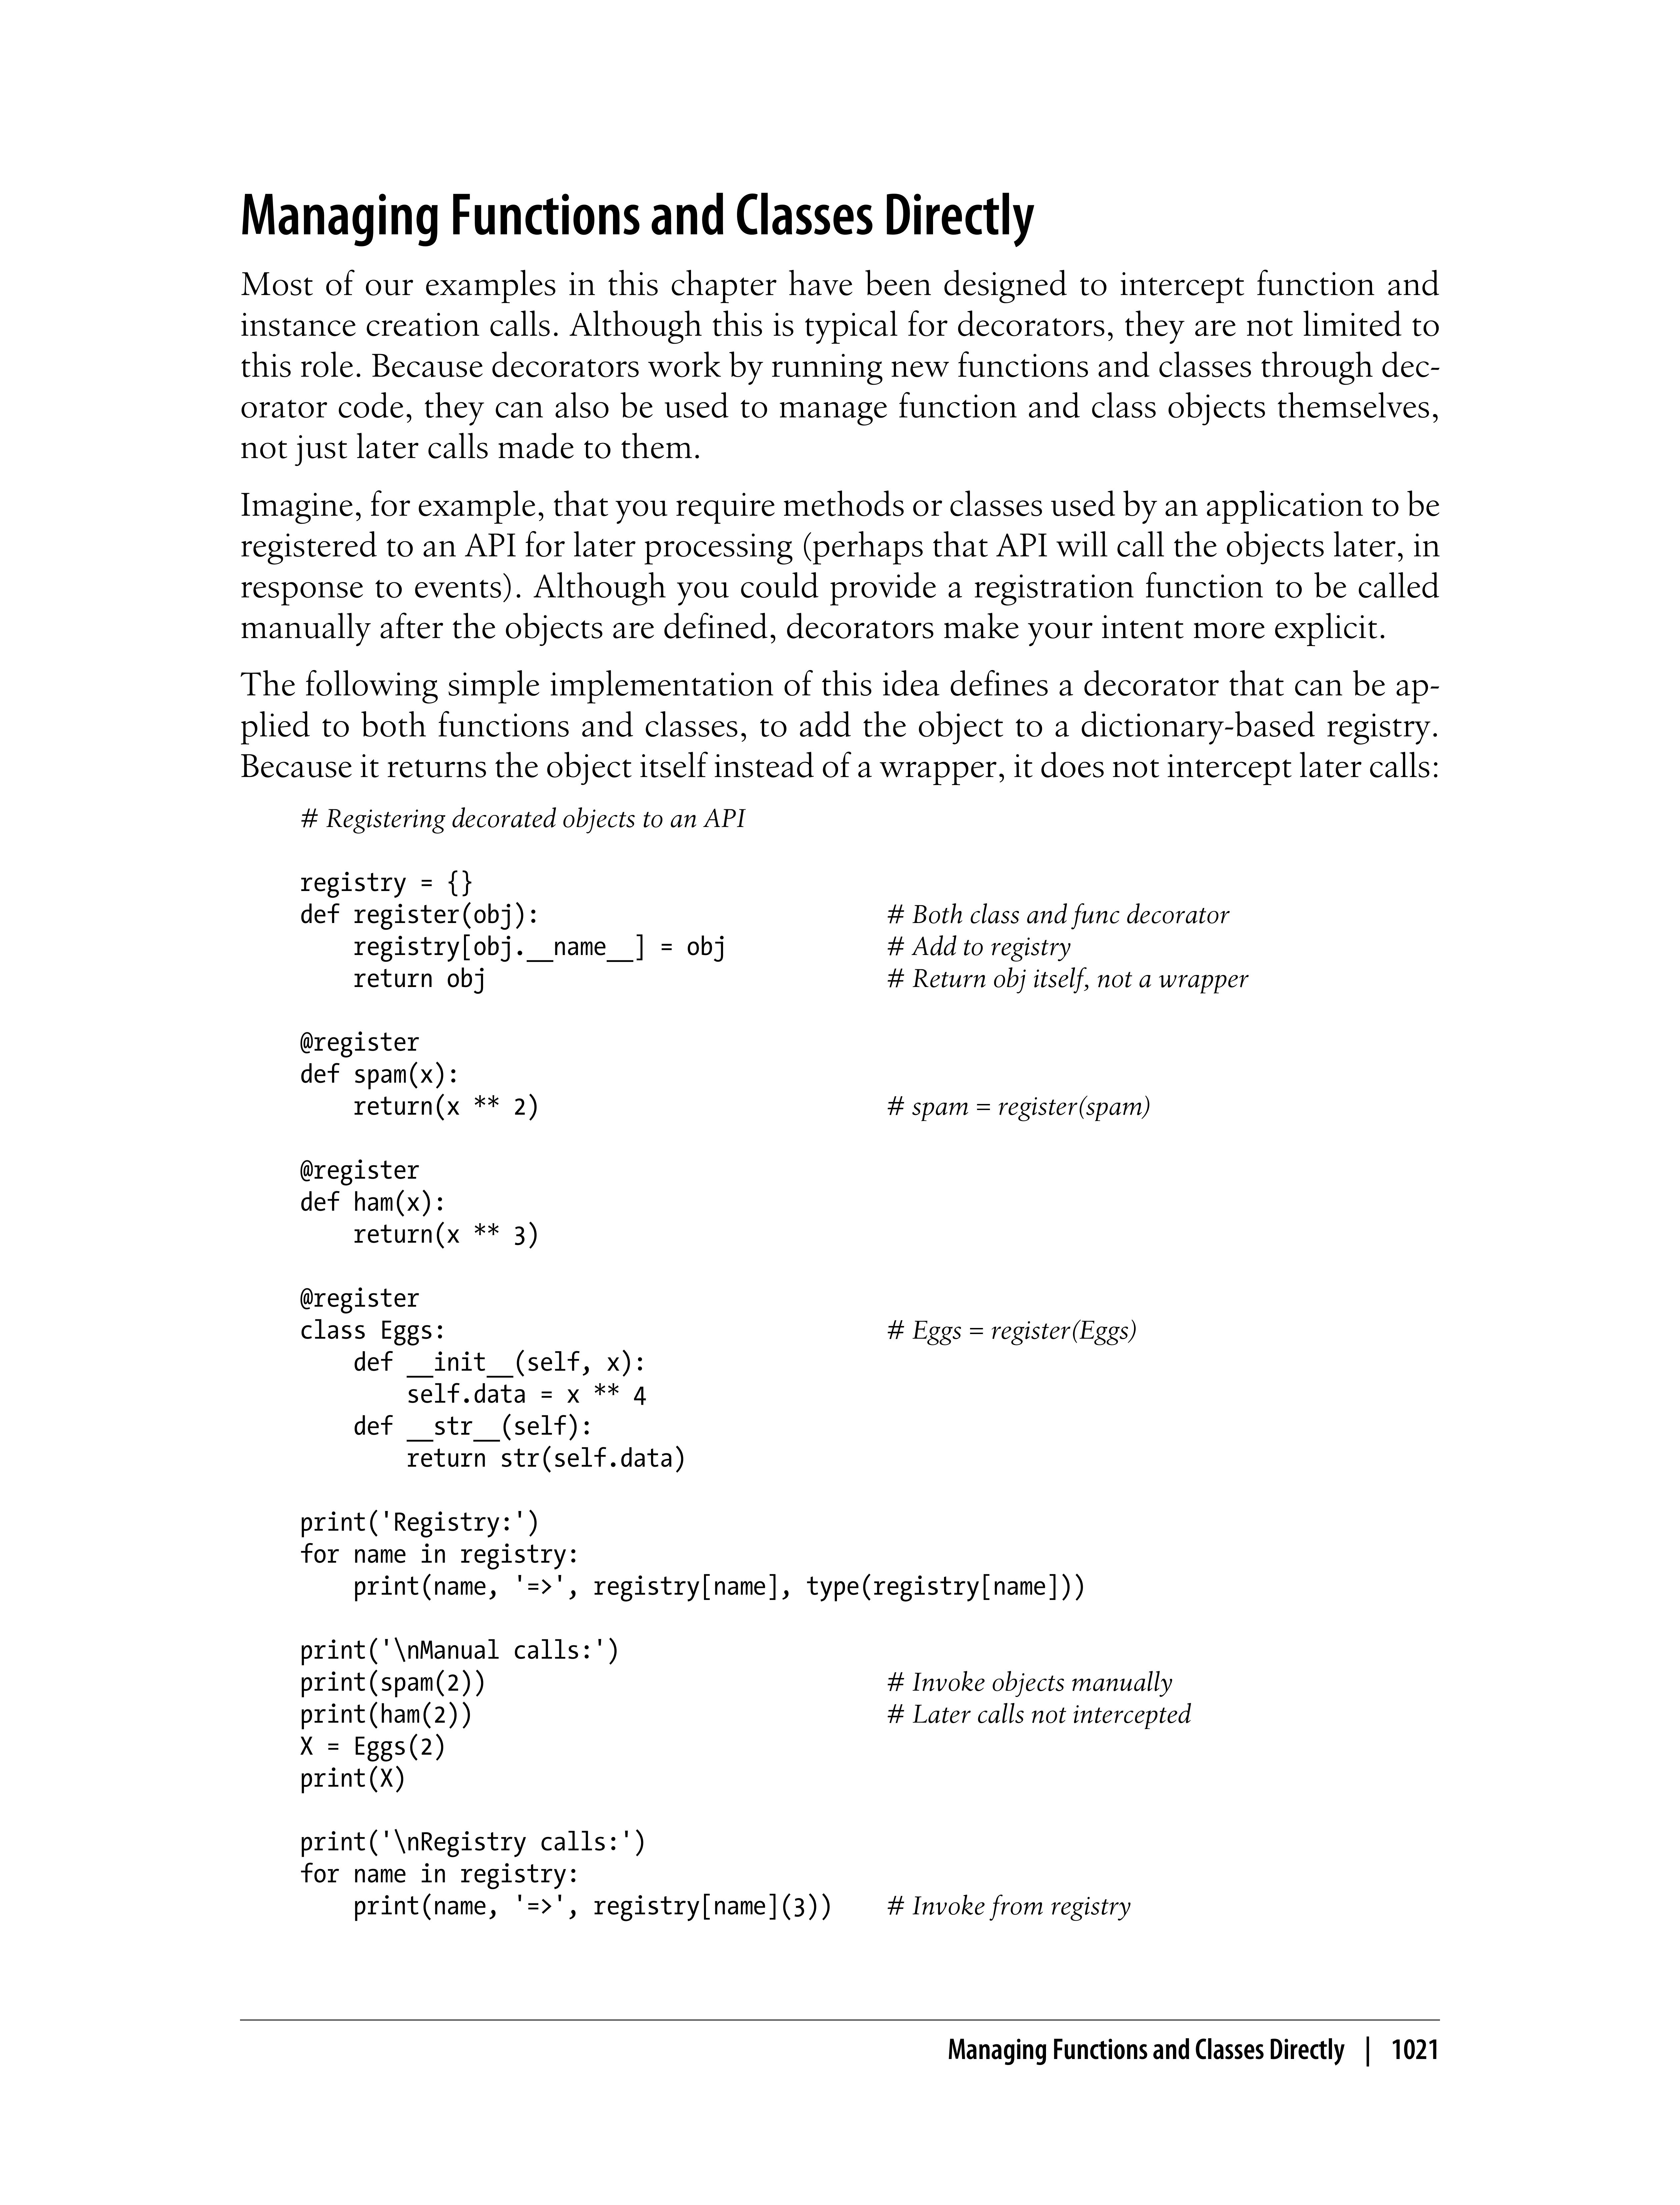 Managing Functions and Classes Directly
Most of our examples in this chapter have been designed to intercept function and
instance creation calls. Although this is typical for decorators, they are not limited to
this role. Because decorators work by running new functions and classes through dec-
orator code, they can also be used to manage function and class objects themselves,
not just later calls made to them.
Imagine, for example, that you require methods or classes used by an application to be
registered to an API for later processing (perhaps that API will call the objects later, in
response to events). Although you could provide a registration function to be called
manually after the objects are defined, decorators make your intent more explicit.
The following simple implementation of this idea defines a decorator that can be ap-
plied to both functions and classes, to add the object to a dictionary-based registry.
Because it returns the object itself instead of a wrapper, it does not intercept later calls:
# Registering decorated objects to an API
registry = {}
def register(obj): # Both class and func decorator
    registry[obj.__name__] = obj # Add to registry
    return obj # Return obj itself, not a wrapper
@register
def spam(x):
    return(x ** 2) # spam = register(spam)
@register
def ham(x):
    return(x ** 3)
@register
class Eggs: # Eggs = register(Eggs)
    def __init__(self, x):
        self.data = x ** 4
    def __str__(self):
        return str(self.data)
print('Registry:')
for name in registry:
    print(name, '=>', registry[name], type(registry[name]))
print('\nManual calls:')
print(spam(2)) # Invoke objects manually
print(ham(2)) # Later calls not intercepted
X = Eggs(2)
print(X)
print('\nRegistry calls:')
for name in registry:
    print(name, '=>', registry[name](3)) # Invoke from registry
Managing Functions and Classes Directly | 1021